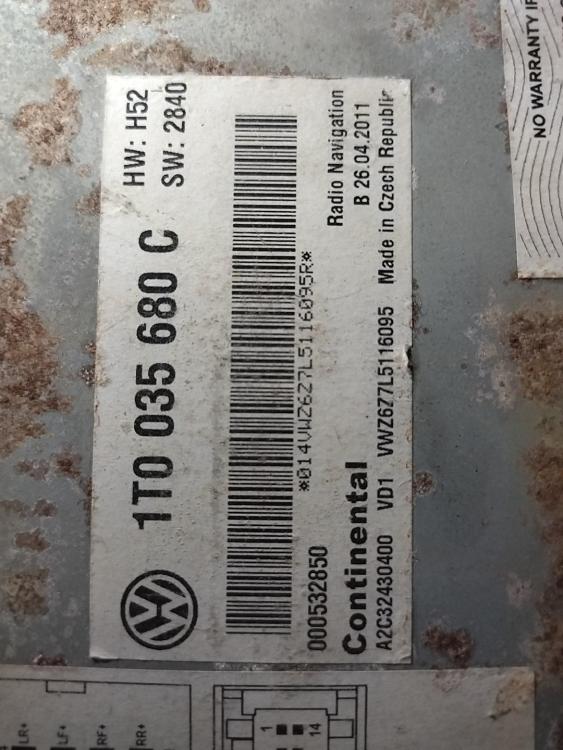 1T0 035 680 C
HW: H52
SW: 2840
*014VWZ6Z7L5116095R*
000532850
Radio Navigation
Continental
B 26.04.2011
A2C32430400 VD1 VWZ6Z7L5116095 Made in Czech Republic
NO WARRANTY IF
LR+
LF+
RF+
RR+
1
14